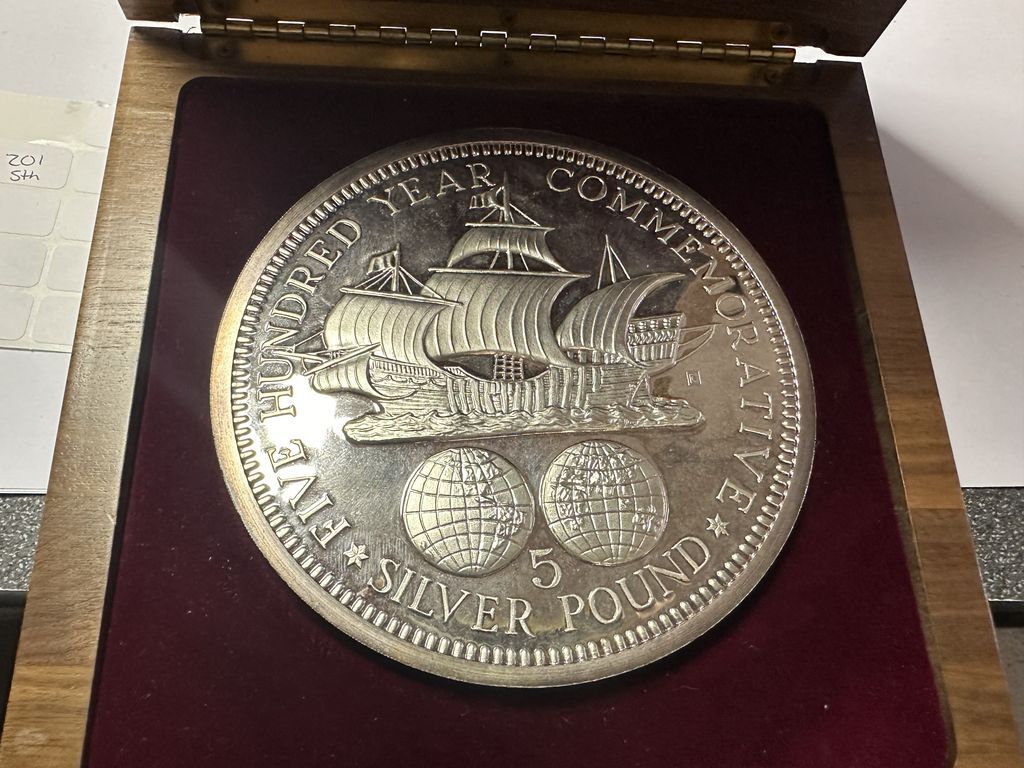 FIVE HUNDRED YEAR COMMEMORATIVE
5
SILVER POUND
201
5th